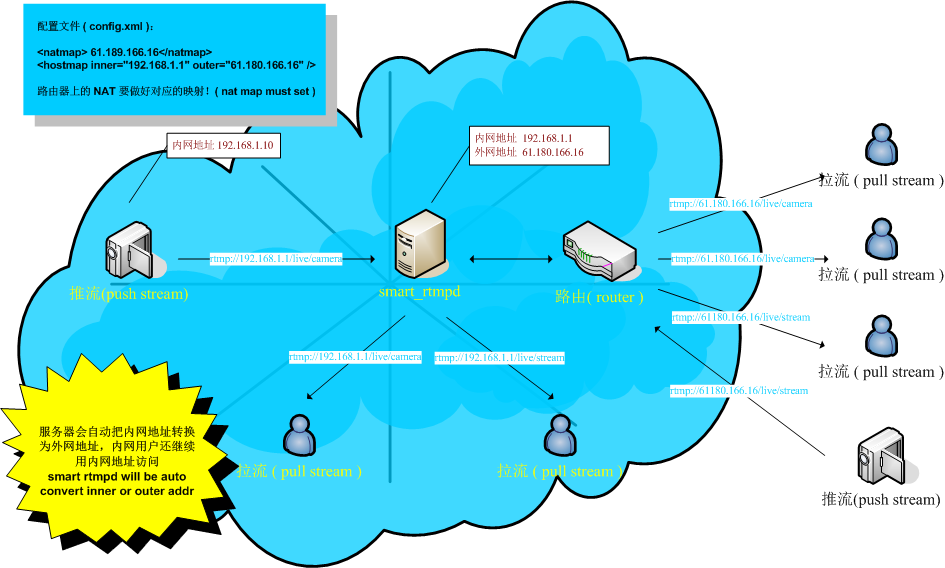 配置文件 ( config.xml ):
<natmap> 61.189.166.16</natmap>
<hostmap inner="192.168.1.1" outer="61.180.166.16" />
路由器上的 NAT 要做好对应的映射! ( nat map must set )
内网地址 192.168.1.10
内网地址 192.168.1.1
外网地址 61.180.166.16
拉流 ( pull stream )
rtmp://61.180.166.16/live/camera
拉流 ( pull stream )
rtmp://61.180.166.16/live/camera
rtmp://192.168.1.1/live/camera
推流(push stream)
smart_rtmpd
路由( router )
rtmp://61180.166.16/live/stream
拉流 ( pull stream )
rtmp://192.168.1.1/live/camera
rtmp://192.168.1.1/live/stream
rtmp://61180.166.16/live/stream
服务器会自动把内网地址转换
为外网地址，内网用户还继续
用内网地址访问
smart rtmpd will be auto
convert inner or outer addr
拉流 ( pull stream )
拉流 ( pull stream )
推流(push stream)